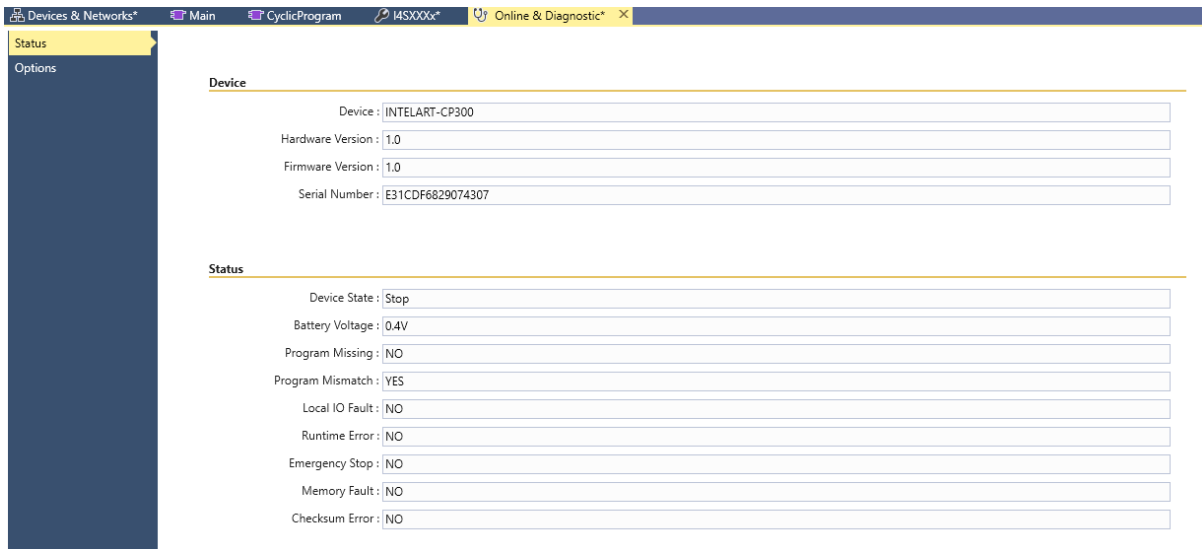 Devices & Networks* Main CyclicProgram I4SXXXx* Online & Diagnostic* X
Status
Options
Device
Device : INTELART-CP300
Hardware Version : 1.0
Firmware Version : 1.0
Serial Number : E31CDF6829074307
Status
Device State : Stop
Battery Voltage : 0.4V
Program Missing : NO
Program Mismatch : YES
Local IO Fault : NO
Runtime Error : NO
Emergency Stop : NO
Memory Fault : NO
Checksum Error : NO